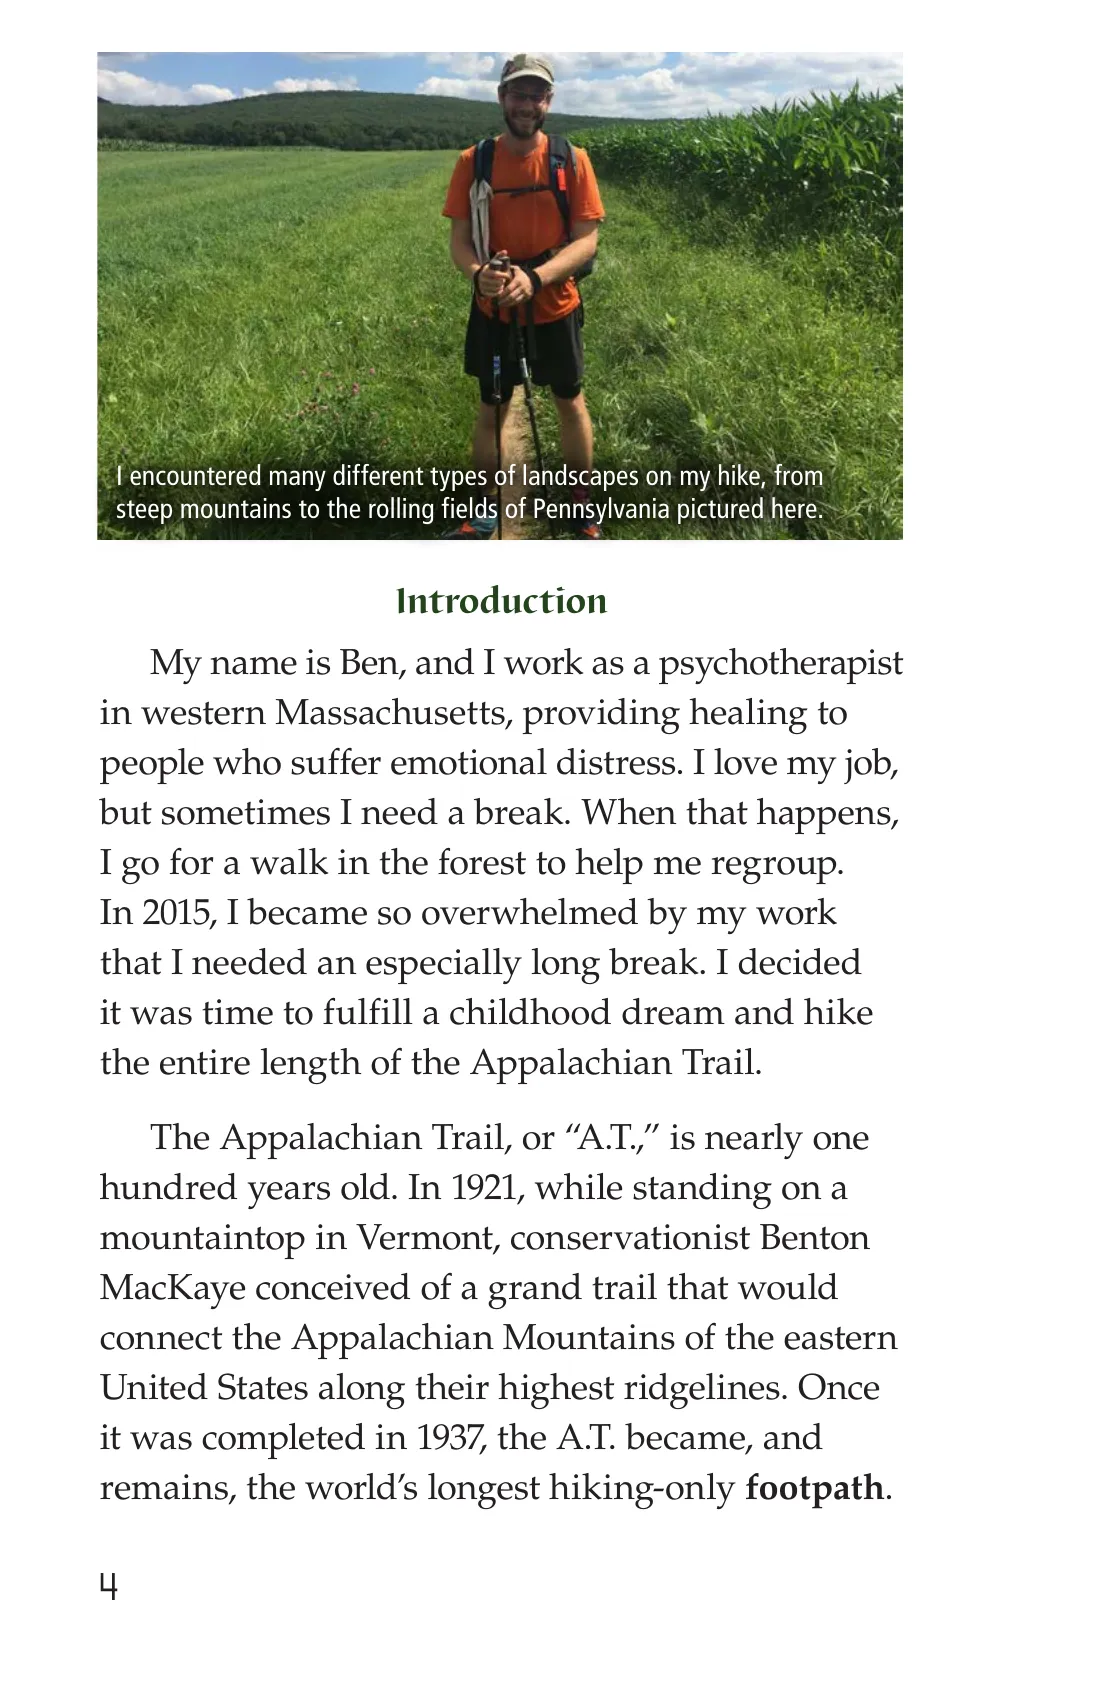 I encountered many different types of landscapes on my hike, from
steep mountains to the rolling fields of Pennsylvania pictured here.
Introduction
My name is Ben, and I work as a psychotherapist
in western Massachusetts, providing healing to
people who suffer emotional distress. I love my job,
but sometimes I need a break. When that happens,
I go for a walk in the forest to help me regroup.
In 2015, I became so overwhelmed by my work
that I needed an especially long break. I decided
it was time to fulfill a childhood dream and hike
the entire length of the Appalachian Trail.
The Appalachian Trail, or “A.T.,” is nearly one
hundred years old. In 1921, while standing on a
mountaintop in Vermont, conservationist Benton
MacKaye conceived of a grand trail that would
connect the Appalachian Mountains of the eastern
United States along their highest ridgelines. Once
it was completed in 1937, the A.T. became, and
remains, the world’s longest hiking-only footpath.
4